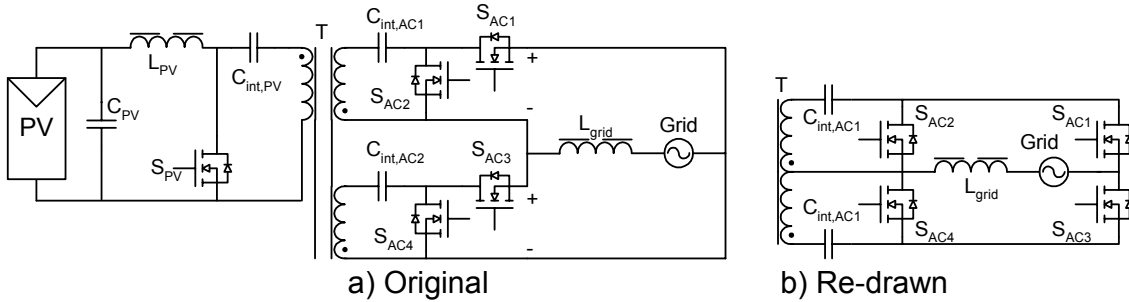 T
C_int,AC1
S_AC1
L_PV
C_int,PV
S_AC2
C_PV
PV
S_PV
+
-
L_grid
Grid
C_int,AC2
S_AC3
S_AC4
+
-
a) Original
T
C_int,AC1
S_AC2
S_AC1
Grid
L_grid
C_int,AC1
S_AC4
S_AC3
b) Re-drawn